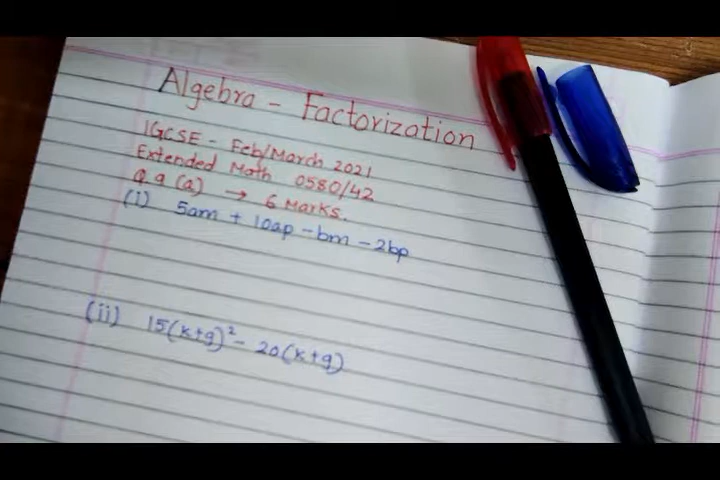 Algebra - Factorization
IGCSE - Feb/March 2021
Extended Math 0580/42
Q 9 (a) → 6 Marks.
(i) 5am + 10ap - bm - 2bp
(ii) 15(k+g)² - 20(k+g)